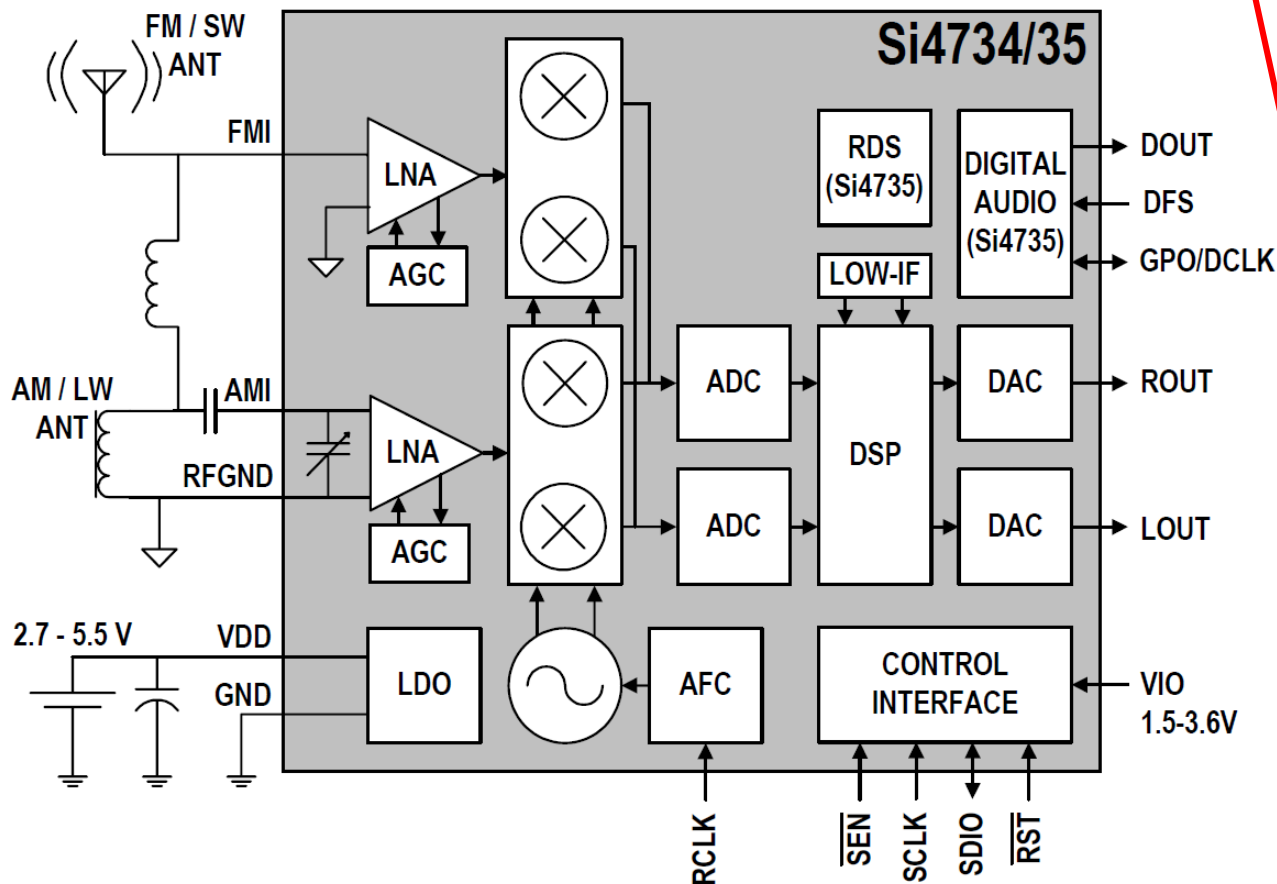 Si4734/35
FM / SW
ANT
FMI
LNA
AGC
RDS
(Si4735)
DIGITAL
AUDIO
(Si4735)
DOUT
DFS
GPO/DCLK
LOW-IF
AM / LW
ANT
AMI
RFGND
LNA
AGC
ADC
ADC
DSP
DAC
DAC
ROUT
LOUT
2.7 - 5.5 V
VDD
GND
LDO
AFC
CONTROL
INTERFACE
VIO
1.5-3.6V
RCLK
SEN
SCLK
SDIO
RST